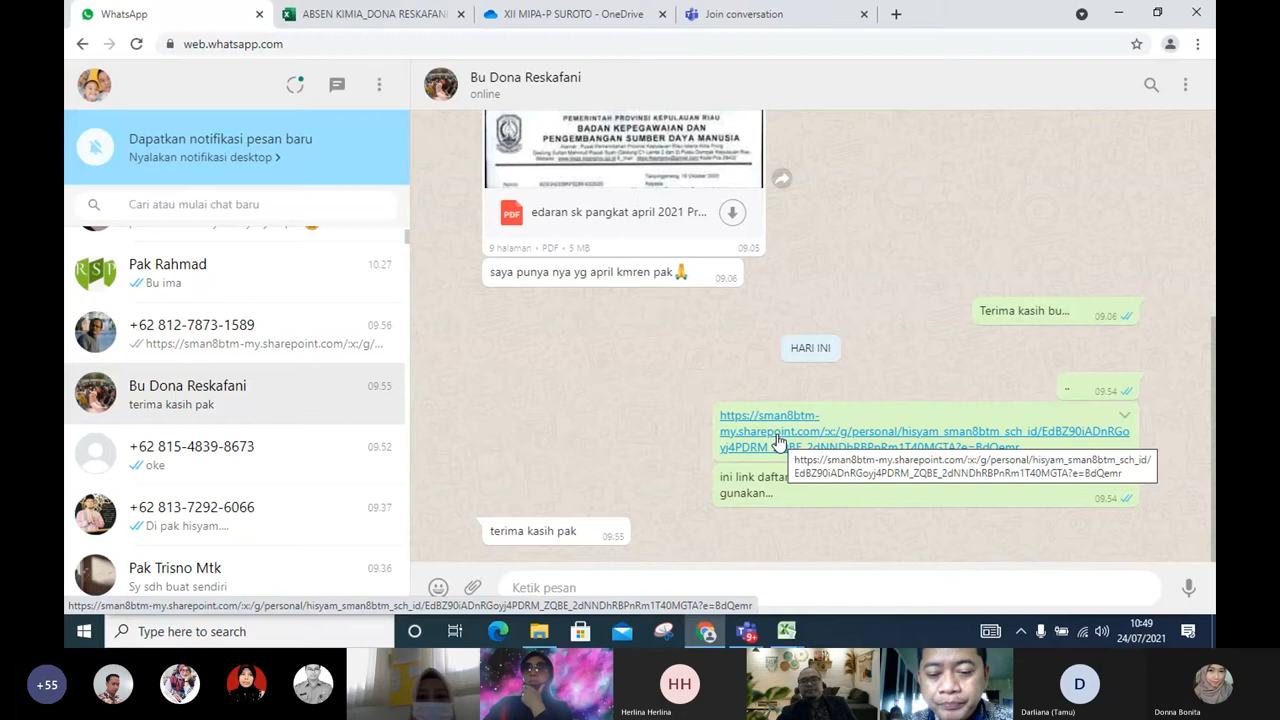 WhatsApp
ABSEN KIMIA_DONA RESKAFANI
XII MIPA-P SUROTO - OneDrive
Join conversation
web.whatsapp.com
Bu Dona Reskafani
online
Dapatkan notifikasi pesan baru
Nyalakan notifikasi desktop >
Cari atau mulai chat baru
Pak Rahmad
10.27
Bu ima
+62 812-7873-1589
09.56
https://sman8btm-my.sharepoint.com/:x:/g/...
Bu Dona Reskafani
09.55
terima kasih pak
+62 815-4839-8673
09.52
oke
+62 813-7292-6066
09.37
Di pak hisyam....
Pak Trisno Mtk
09.36
Sy sdh buat sendiri
PEMERINTAH PROVINSI KEPULAUAN RIAU
BADAN KEPEGAWAIAN DAN
PENGEMBANGAN SUMBER DAYA MANUSIA
PDF
edaran sk pangkat april 2021 Pr...
9 halaman • PDF • 5 MB
09.05
saya punya nya yg april kmren pak🙏
09.06
Terima kasih bu...
09.06
HARI INI
..
09.54
https://sman8btm-
my.sharepoint.com/:x:/g/personal/hisyam_sman8btm_sch_id/EdBZ90iADnRGo
yj4PDRM_ZQBE_2dNNDhRBPnRm1T40MGTA?e=BdQemr
https://sman8btm-my.sharepoint.com/:x:/g/personal/hisyam_sman8btm_sch_id/
EdBZ90iADnRGoyj4PDRM_ZQBE_2dNNDhRBPnRm1T40MGTA?e=BdQemr
ini link daftar
gunakan...
09.54
terima kasih pak
09.55
Ketik pesan
https://sman8btm-my.sharepoint.com/:x:/g/personal/hisyam_sman8btm_sch_id/EdBZ90iADnRGoyj4PDRM_ZQBE_2dNNDhRBPnRm1T40MGTA?e=BdQemr
Type here to search
9+
10:49
24/07/2021
+55
HH
Herlina Herlina
D
Darliana (Tamu)
Donna Bonita